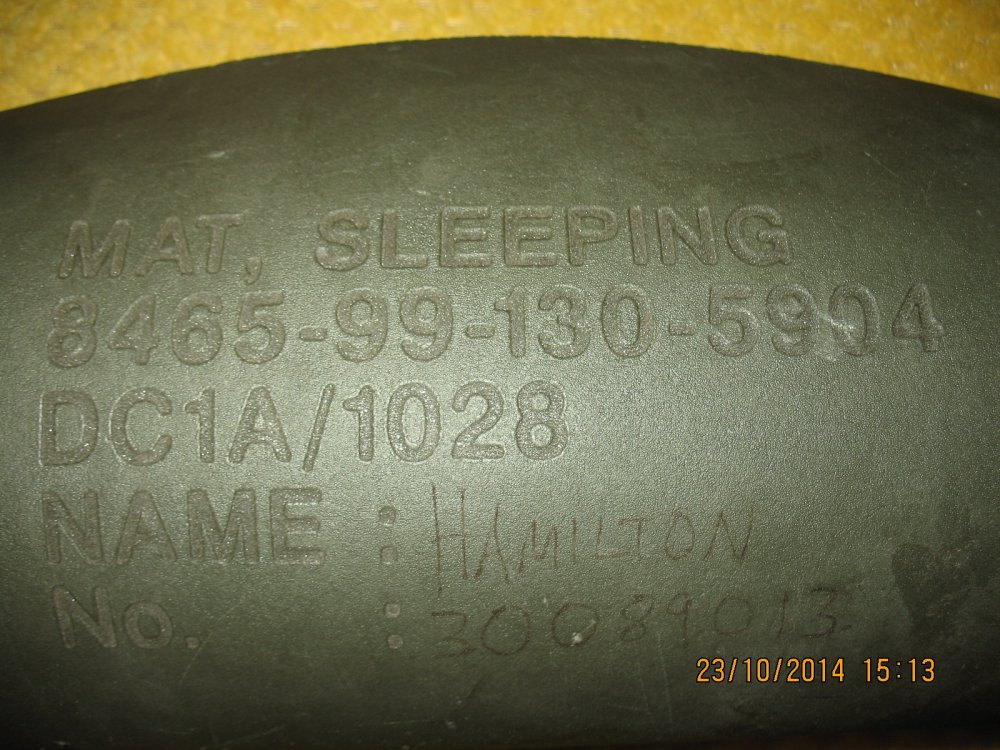 MAT, SLEEPING
8465-99-130-5904
DC1A/1028
NAME : HAMILTON
No. : 30089013
23/10/2014 15:13